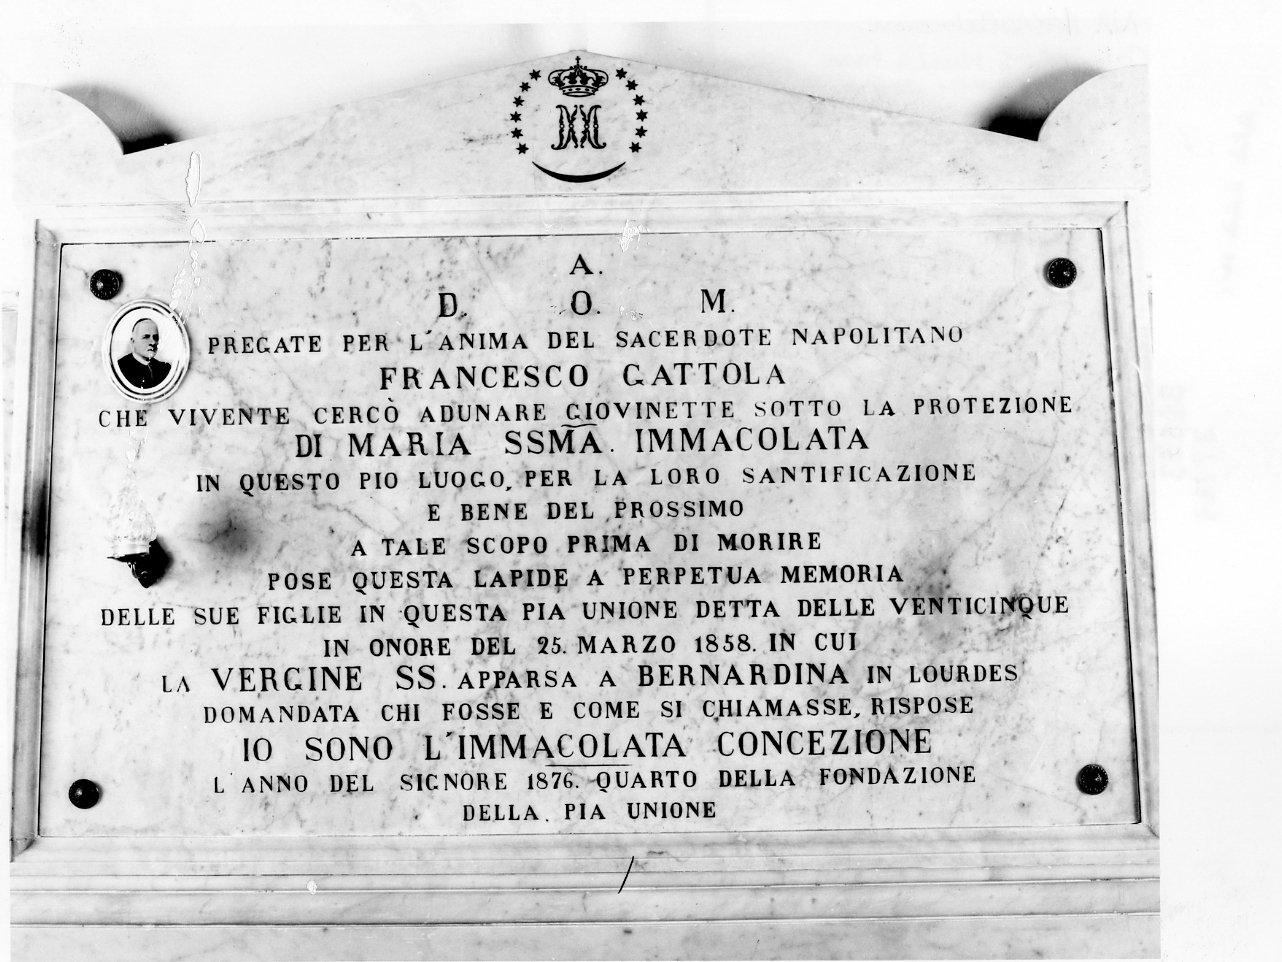 A.
D. O. M.
PREGATE PER L'ANIMA DEL SACERDOTE NAPOLITANO
FRANCESCO GATTOLA
CHE VIVENTE CERCÒ ADUNARE GIOVINETTE SOTTO LA PROTEZIONE
DI MARIA SSMA. IMMACOLATA
IN QUESTO PIO LUOGO, PER LA LORO SANTIFICAZIONE
E BENE DEL PROSSIMO
A TALE SCOPO PRIMA DI MORIRE
POSE QUESTA LAPIDE A PERPETUA MEMORIA
DELLE SUE FIGLIE IN QUESTA PIA UNIONE DETTA DELLE VENTICINQUE
IN ONORE DEL 25. MARZO 1858. IN CUI
LA VERGINE SS. APPARSA A BERNARDINA IN LOURDES
DOMANDATA CHI FOSSE E COME SI CHIAMASSE, RISPOSE
IO SONO L'IMMACOLATA CONCEZIONE
L'ANNO DEL SIGNORE 1876. QUARTO DELLA FONDAZIONE
DELLA PIA UNIONE